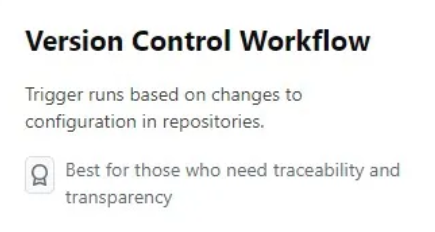 Version Control Workflow
Trigger runs based on changes to
configuration in repositories.
Best for those who need traceability and
transparency